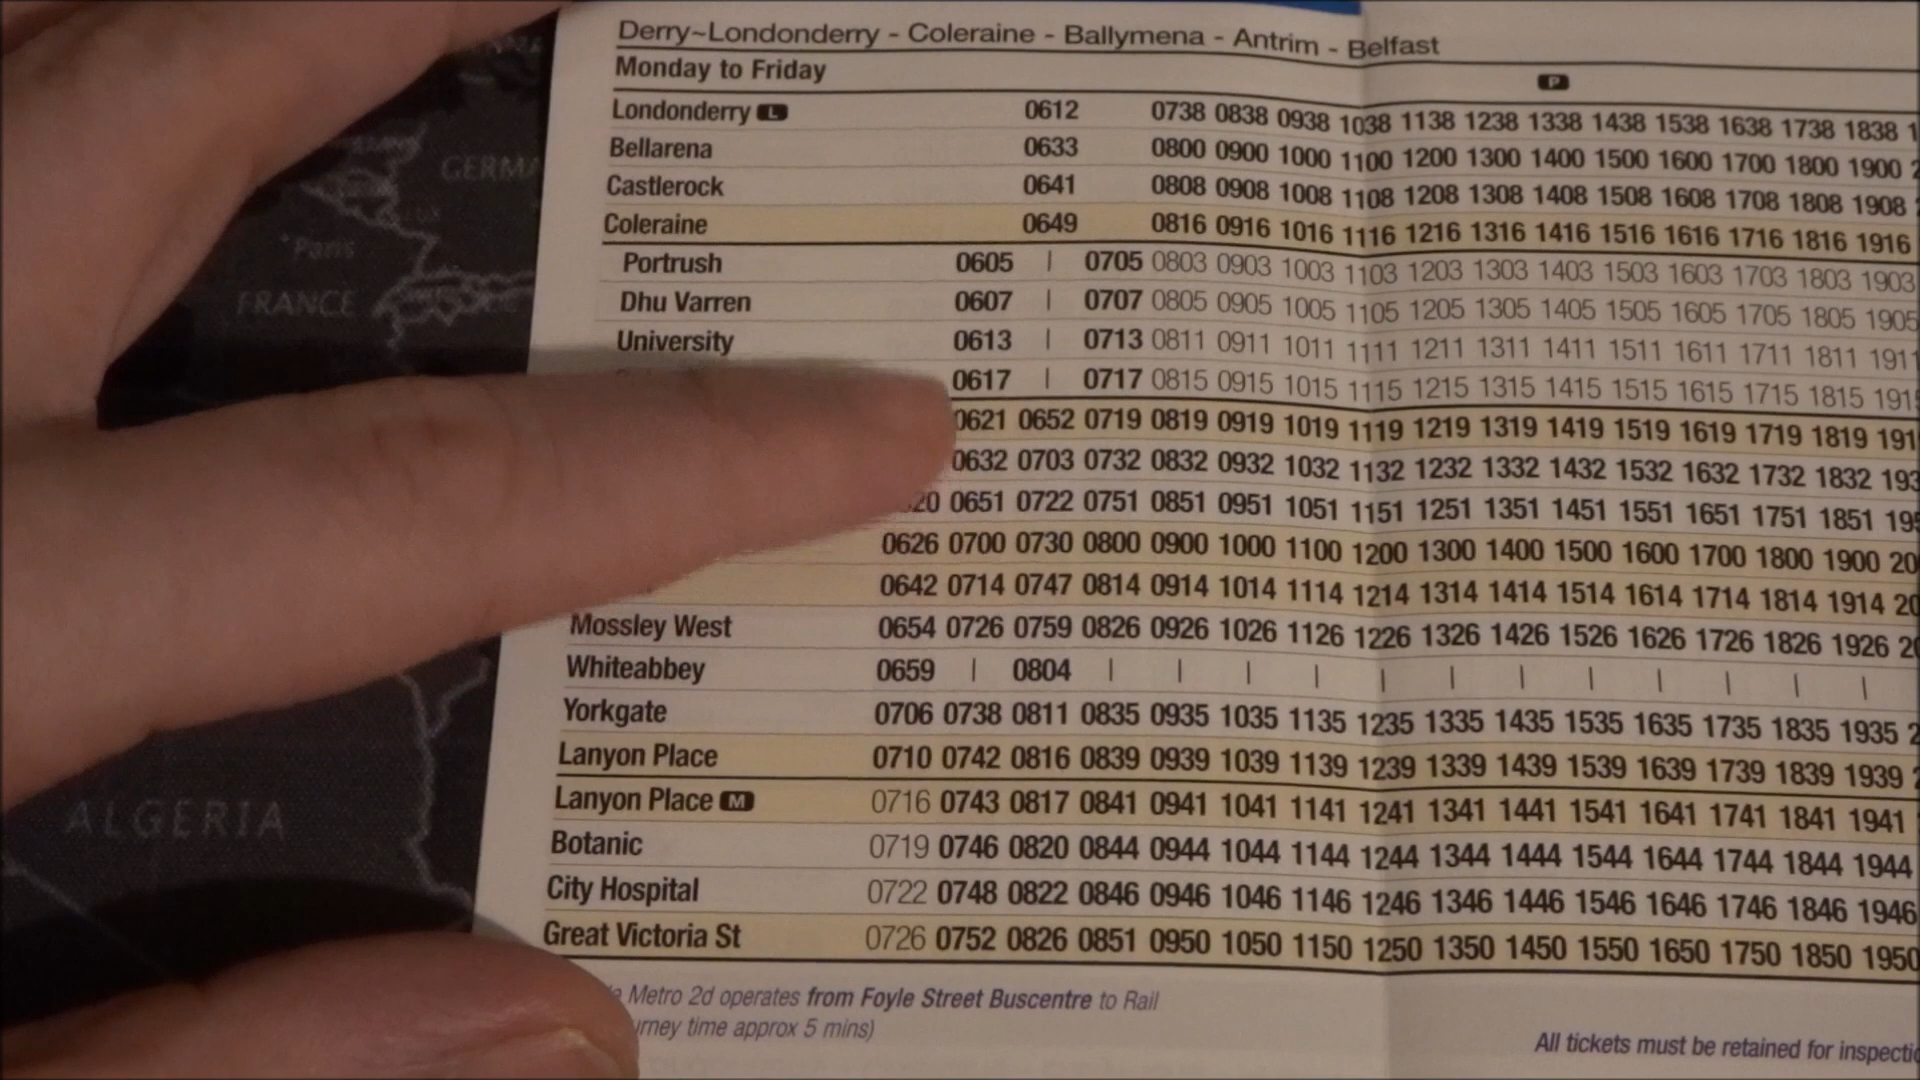 Derry~Londonderry - Coleraine - Ballymena - Antrim - Belfast
Monday to Friday
P
Londonderry L 0612 0738 0838 0938 1038 1138 1238 1338 1438 1538 1638 1738 1838
Bellarena 0633 0800 0900 1000 1100 1200 1300 1400 1500 1600 1700 1800 1900
Castlerock 0641 0808 0908 1008 1108 1208 1308 1408 1508 1608 1708 1808 1908
Coleraine 0649 0816 0916 1016 1116 1216 1316 1416 1516 1616 1716 1816 1916
Portrush 0605 | 0705 0803 0903 1003 1103 1203 1303 1403 1503 1603 1703 1803 1903
Dhu Varren 0607 | 0707 0805 0905 1005 1105 1205 1305 1405 1505 1605 1705 1805 1905
University 0613 | 0713 0811 0911 1011 1111 1211 1311 1411 1511 1611 1711 1811 1911
0617 | 0717 0815 0915 1015 1115 1215 1315 1415 1515 1615 1715 1815 191
0621 0652 0719 0819 0919 1019 1119 1219 1319 1419 1519 1619 1719 1819 191
0632 0703 0732 0832 0932 1032 1132 1232 1332 1432 1532 1632 1732 1832 193
20 0651 0722 0751 0851 0951 1051 1151 1251 1351 1451 1551 1651 1751 1851 195
0626 0700 0730 0800 0900 1000 1100 1200 1300 1400 1500 1600 1700 1800 1900 20
0642 0714 0747 0814 0914 1014 1114 1214 1314 1414 1514 1614 1714 1814 1914 20
Mossley West 0654 0726 0759 0826 0926 1026 1126 1226 1326 1426 1526 1626 1726 1826 1926 20
Whiteabbey 0659 | 0804 | | | | | | | | | | | |
Yorkgate 0706 0738 0811 0835 0935 1035 1135 1235 1335 1435 1535 1635 1735 1835 1935 2
Lanyon Place 0710 0742 0816 0839 0939 1039 1139 1239 1339 1439 1539 1639 1739 1839 1939
Lanyon Place M 0716 0743 0817 0841 0941 1041 1141 1241 1341 1441 1541 1641 1741 1841 1941
Botanic 0719 0746 0820 0844 0944 1044 1144 1244 1344 1444 1544 1644 1744 1844 1944
City Hospital 0722 0748 0822 0846 0946 1046 1146 1246 1346 1446 1546 1646 1746 1846 1946
Great Victoria St 0726 0752 0826 0851 0950 1050 1150 1250 1350 1450 1550 1650 1750 1850 1950
Metro 2d operates from Foyle Street Buscentre to Rail
urney time approx 5 mins)
All tickets must be retained for inspectio
GERMA
Paris
FRANCE
ALGERIA